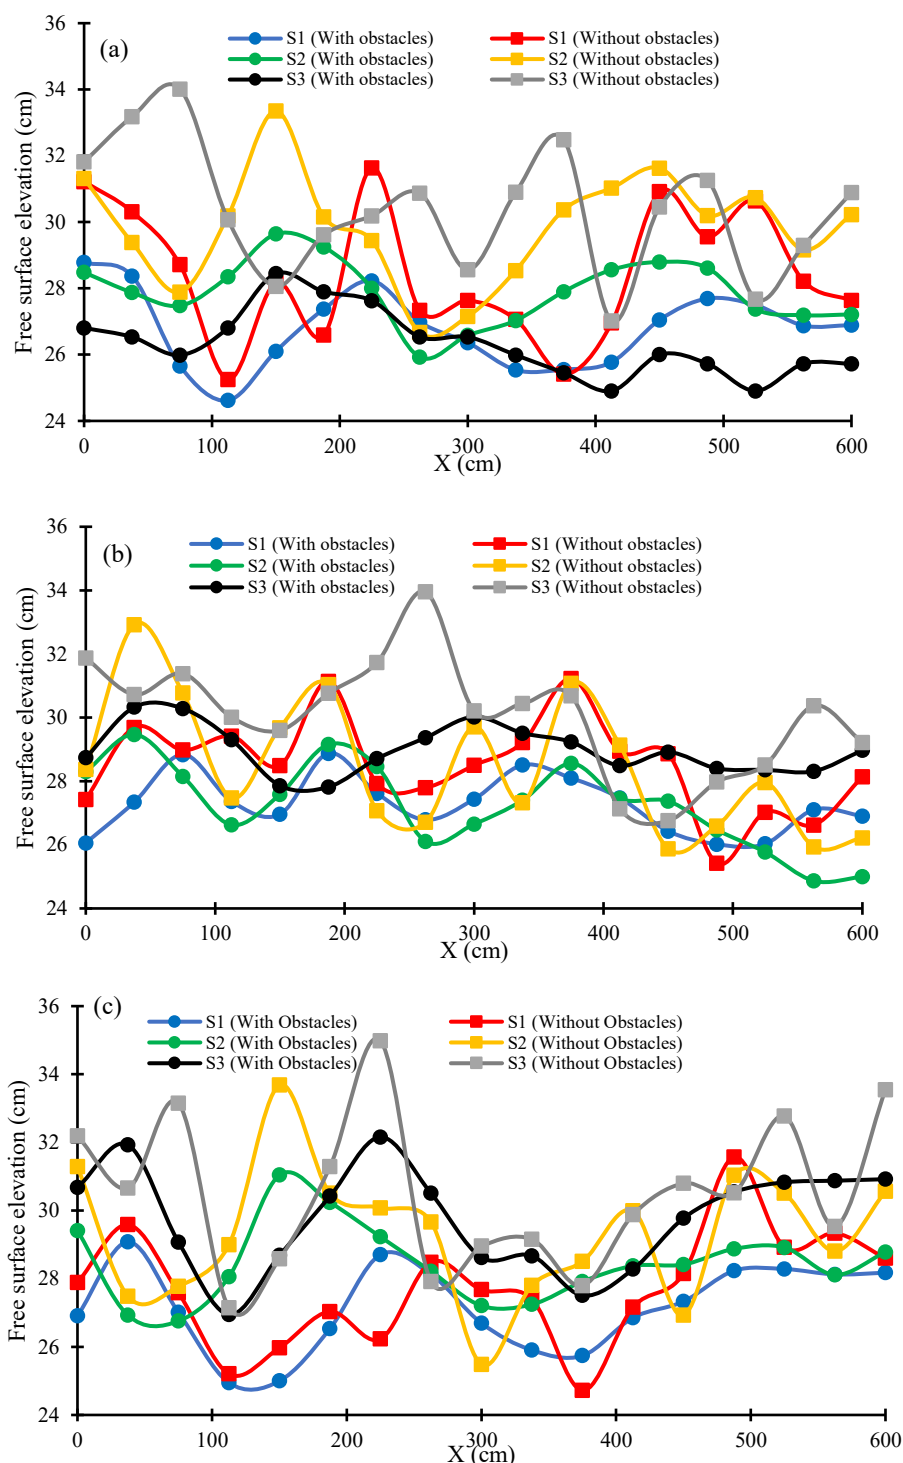 (a)
S1 (With obstacles) S1 (Without obstacles)
S2 (With obstacles) S2 (Without obstacles)
S3 (With obstacles) S3 (Without obstacles)
Free surface elevation (cm)
36
34
32
30
28
26
24
0 100 200 300 400 500 600
X (cm)
(b)
S1 (With obstacles) S1 (Without obstacles)
S2 (With obstacles) S2 (Without obstacles)
S3 (With obstacles) S3 (Without obstacles)
Free surface elevation (cm)
36
34
32
30
28
26
24
0 100 200 300 400 500 600
X (cm)
(c)
S1 (With Obstacles) S1 (Without Obstacles)
S2 (With Obstacles) S2 (Without Obstacles)
S3 (With Obstacles) S3 (Without Obstacles)
Free surface elevation (cm)
36
34
32
30
28
26
24
0 100 200 300 400 500 600
X (cm)